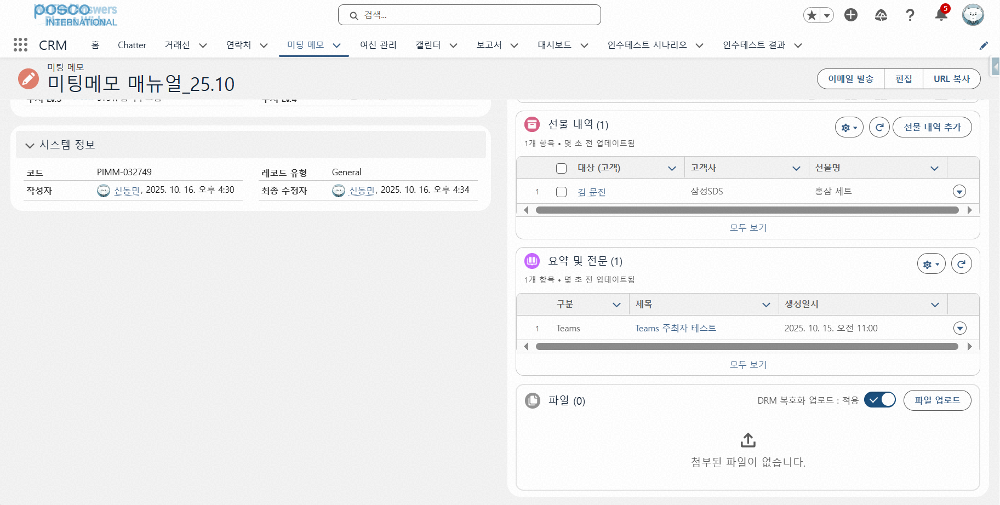 posco
INTERNATIONAL
검색...
5
CRM
홈
Chatter
거래선
연락처
미팅 메모
여신 관리
캘린더
보고서
대시보드
인수테스트 시나리오
인수테스트 결과
미팅 메모
미팅메모 매뉴얼_25.10
이메일 발송
편집
URL 복사
시스템 정보
코드
PIMM-032749
레코드 유형
General
작성자
신동민, 2025. 10. 16. 오후 4:30
최종 수정자
신동민, 2025. 10. 16. 오후 4:34
선물 내역 (1)
선물 내역 추가
1개 항목 • 몇 초 전 업데이트됨
대상 (고객)
고객사
선물명
1
김 문진
삼성SDS
홍삼 세트
모두 보기
요약 및 전문 (1)
1개 항목 • 몇 초 전 업데이트됨
구분
제목
생성일시
1
Teams
Teams 주최자 테스트
2025. 10. 15. 오전 11:00
모두 보기
파일 (0)
DRM 복호화 업로드 : 적용
파일 업로드
첨부된 파일이 없습니다.